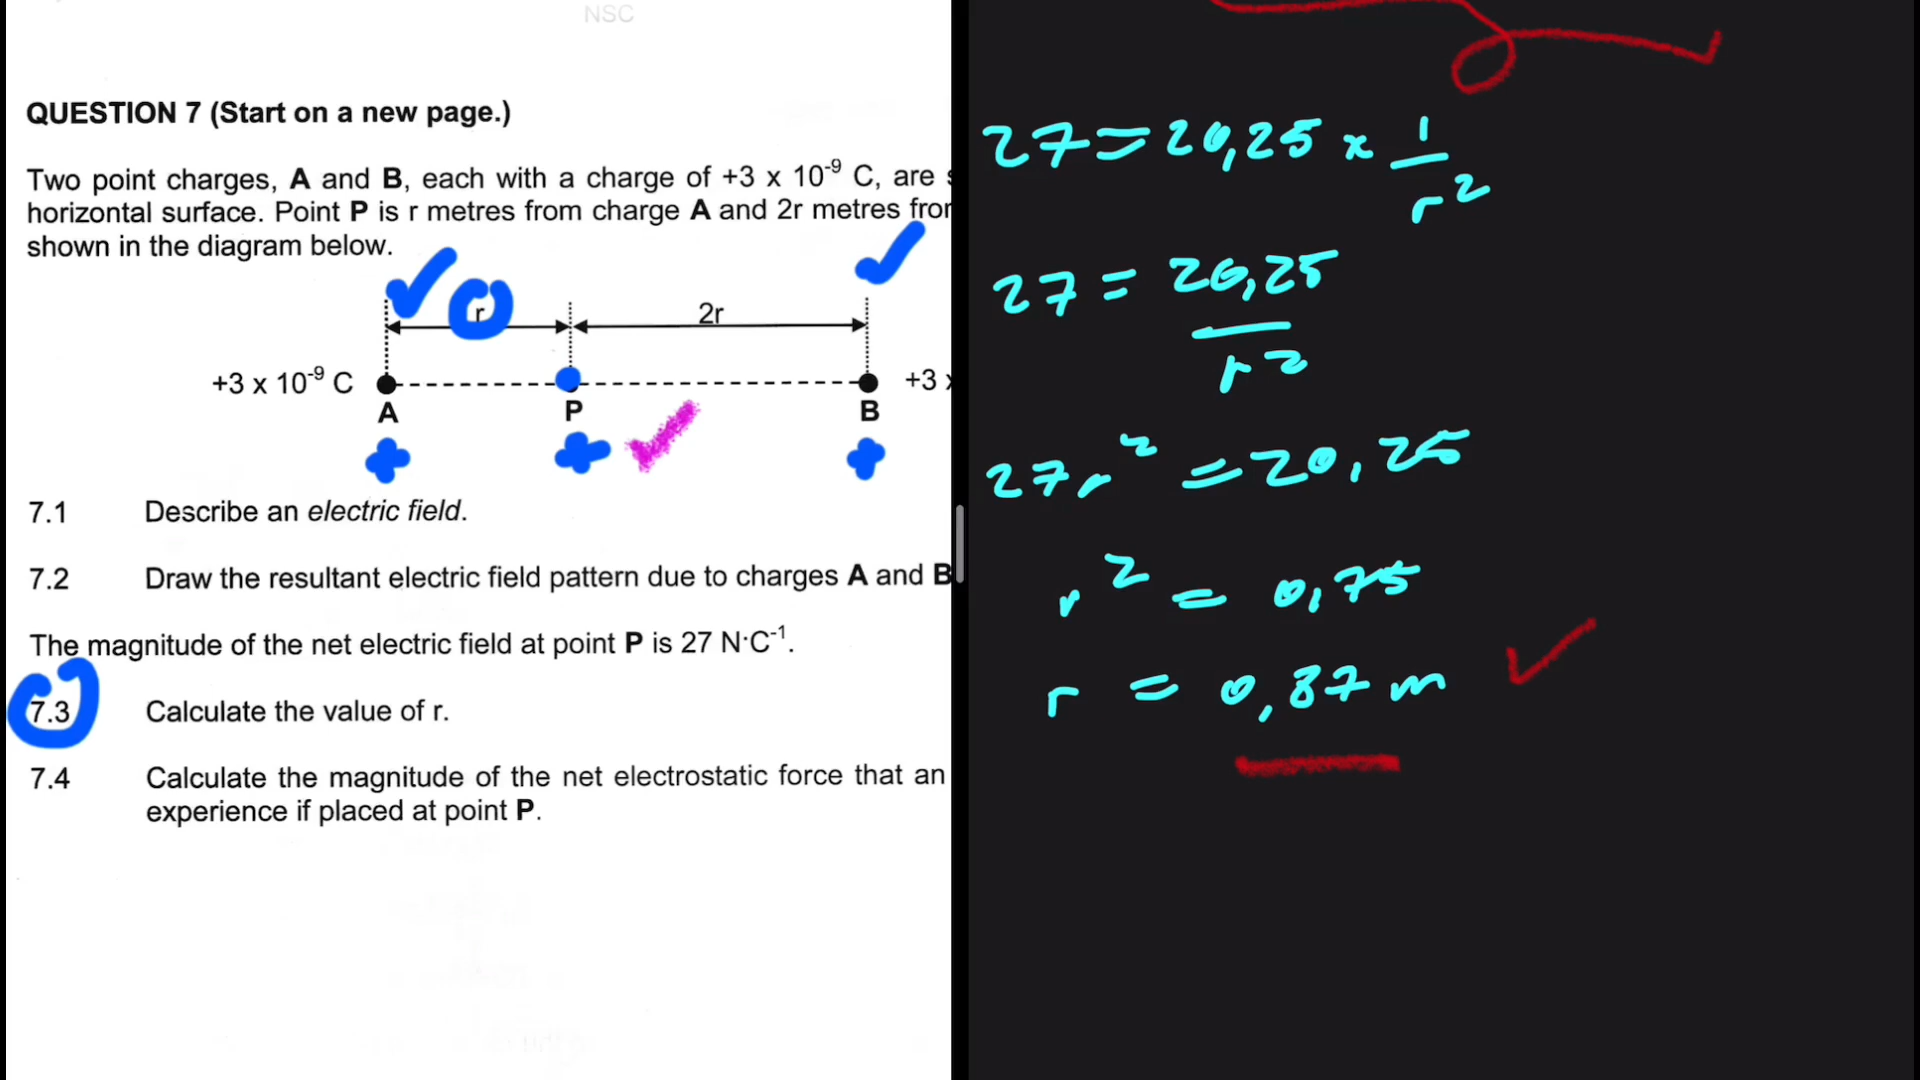 NSC
QUESTION 7 (Start on a new page.)
Two point charges, A and B, each with a charge of +3 x 10⁻⁹ C, are
horizontal surface. Point P is r metres from charge A and 2r metres
shown in the diagram below.
r
2r
+3 x 10⁻⁹ C
+3
A
P
B
+ + +
7.1 Describe an electric field.
7.2 Draw the resultant electric field pattern due to charges A and B
The magnitude of the net electric field at point P is 27 N·C⁻¹.
7.3 Calculate the value of r.
7.4 Calculate the magnitude of the net electrostatic force that an
experience if placed at point P.
27 = 20,25 x 1/r²
27 = 20,25/r²
27r² = 20,25
r² = 0,75
r = 0,87 m